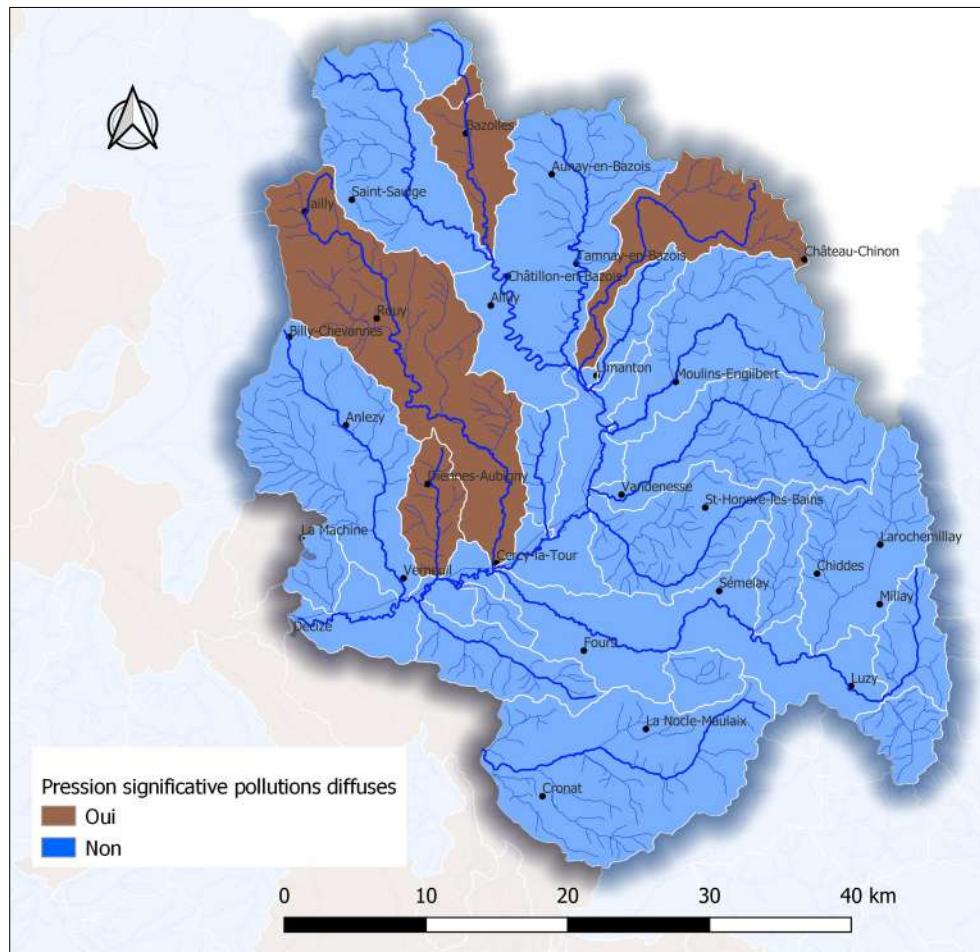 Bazolles
Aunay-en-Bazois
Saint-Sauge
Jailly
Château-Chinon
Tamnay-en-Bazois
Châtillon-en-Bazois
Alluy
Rouy
Billy-Chevannes
Limanton
Moulins-Engilbert
Anlezy
Diennes-Aubigny
Vandenesse
St-Honoré-les-Bains
La Machine
Larochemillay
Cercy-la-Tour
Chiddes
Verneuil
Sémelay
Millay
Decize
Fours
Luzy
La Nocle-Maulaix
Cronat
Pression significative pollutions diffuses
Oui
Non
0 10 20 30 40 km